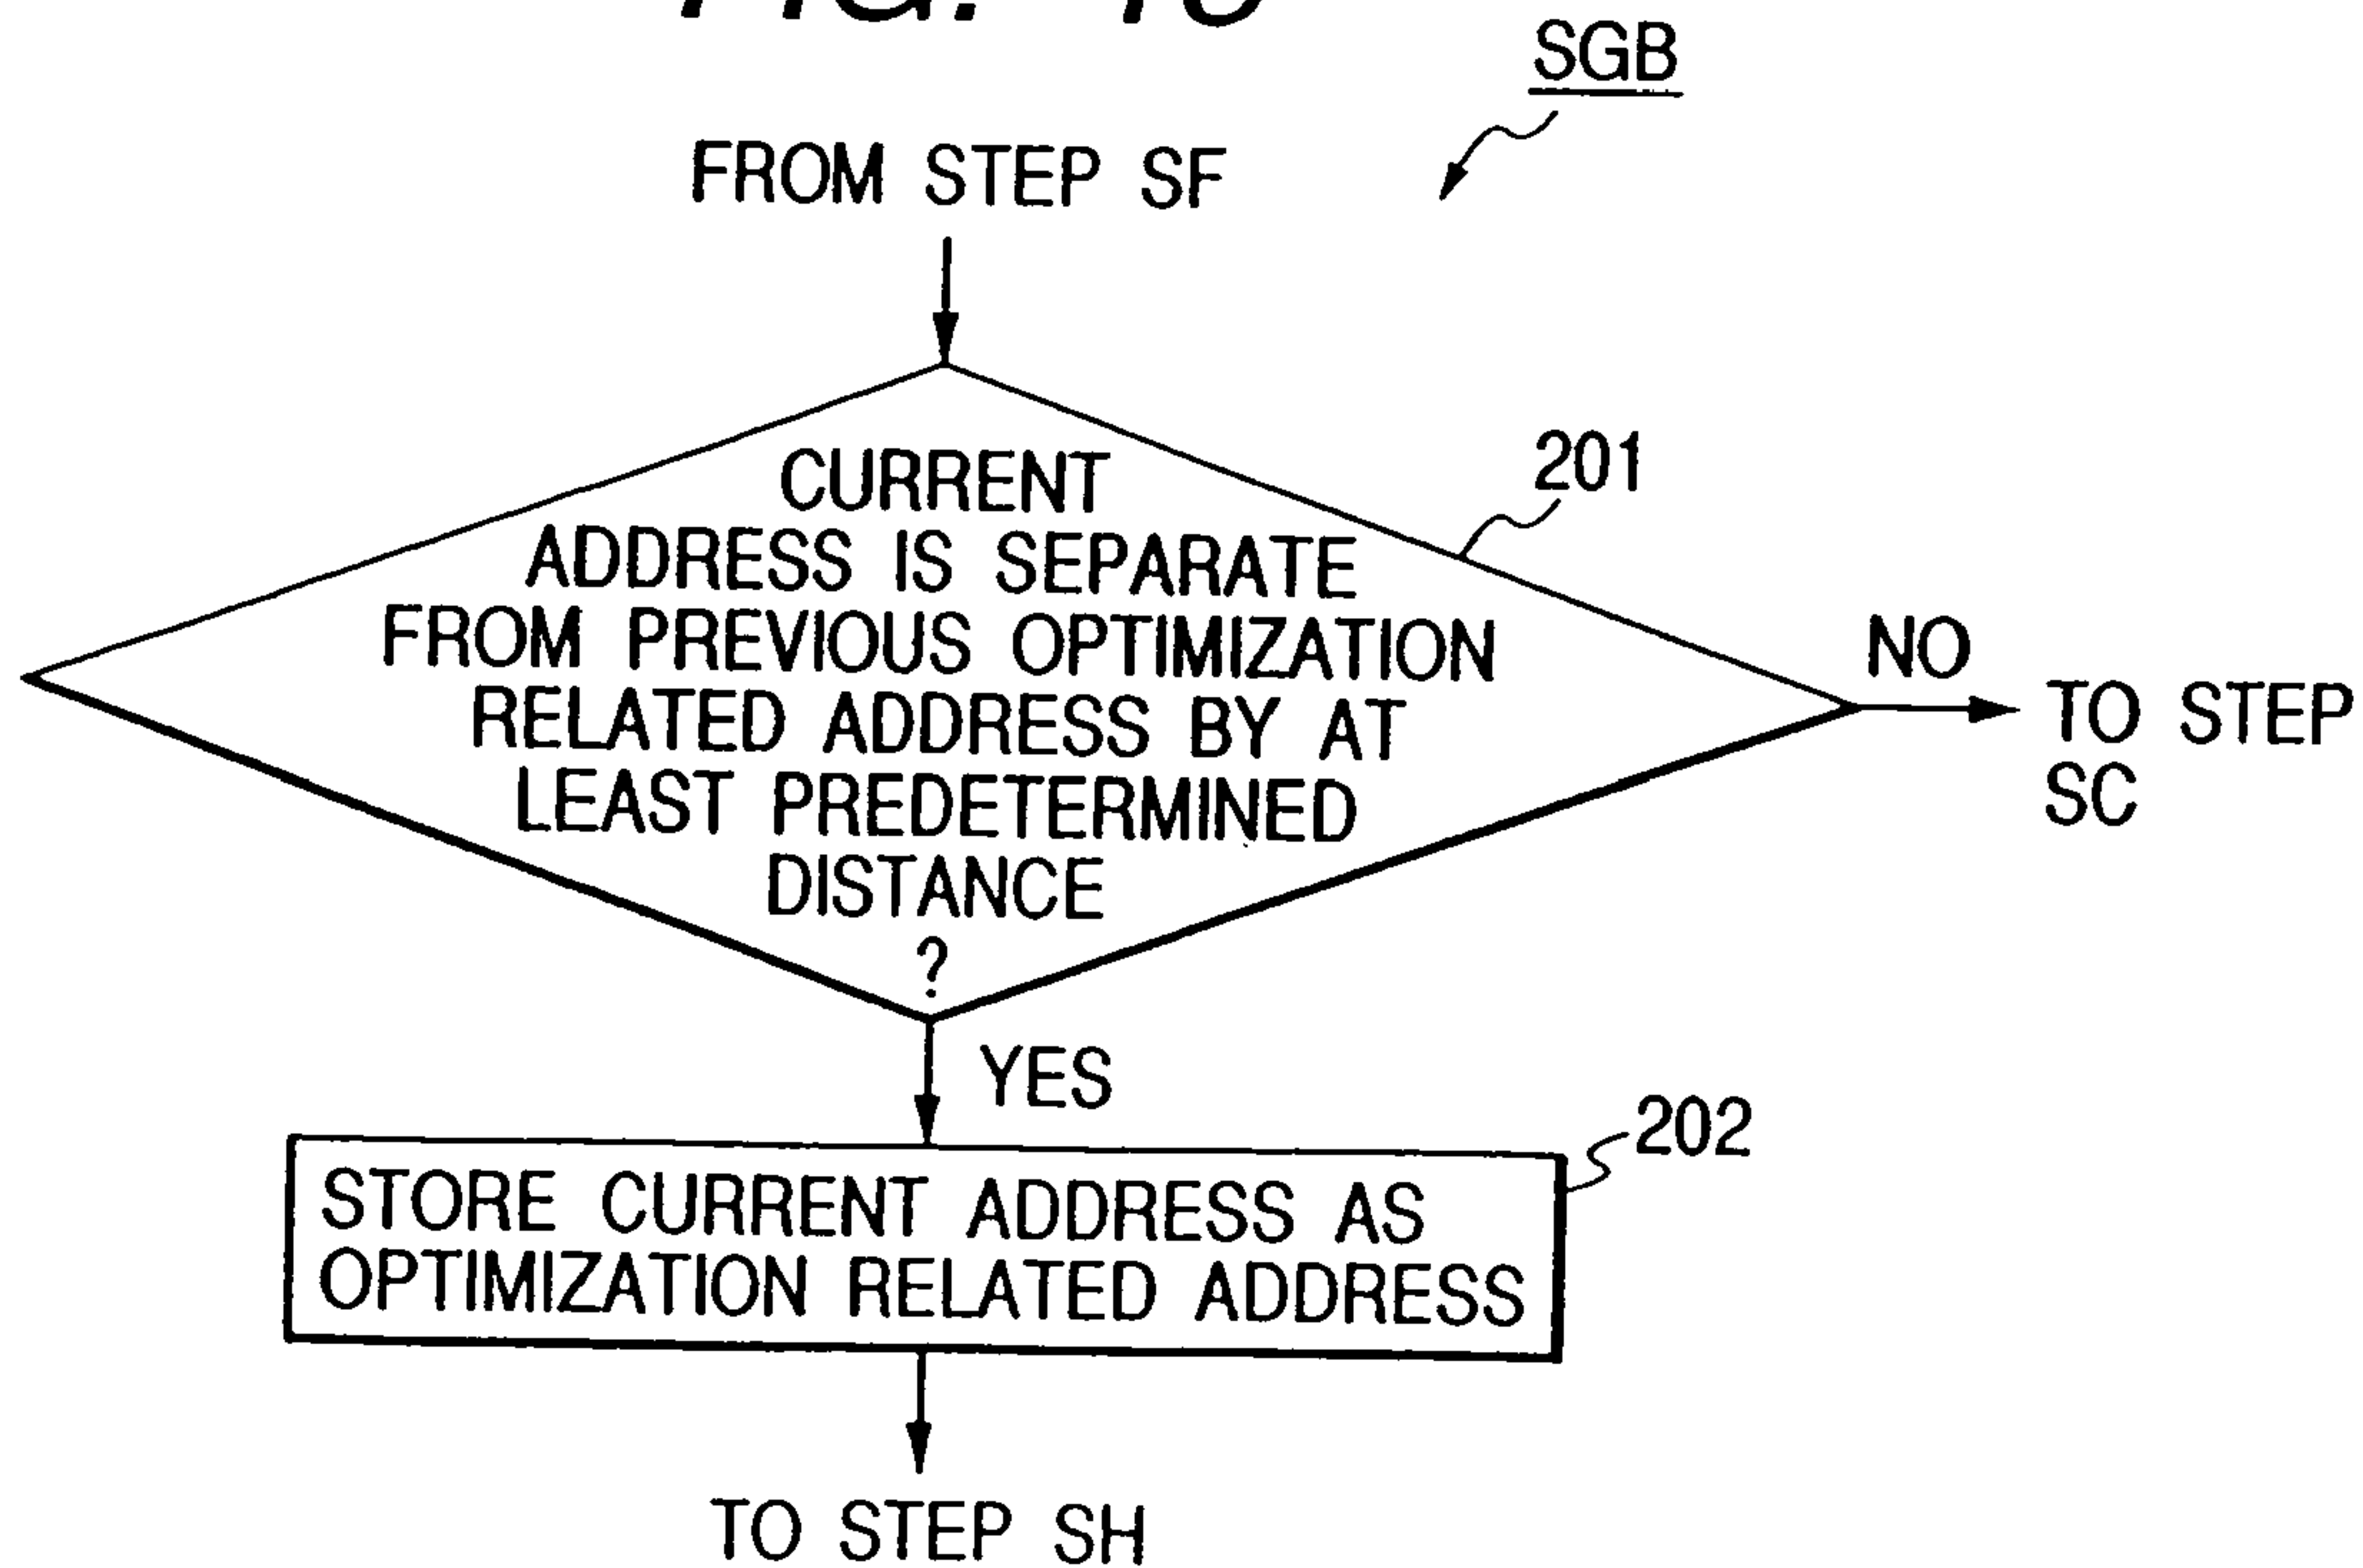 FIG.
SGB
FROM STEP SF
CURRENT
ADDRESS IS SEPARATE
FROM PREVIOUS OPTIMIZATION
RELATED ADDRESS BY AT
LEAST PREDETERMINED
DISTANCE
?
201
NO
TO STEP
SC
YES
202
STORE CURRENT ADDRESS AS
OPTIMIZATION RELATED ADDRESS
TO STEP SH